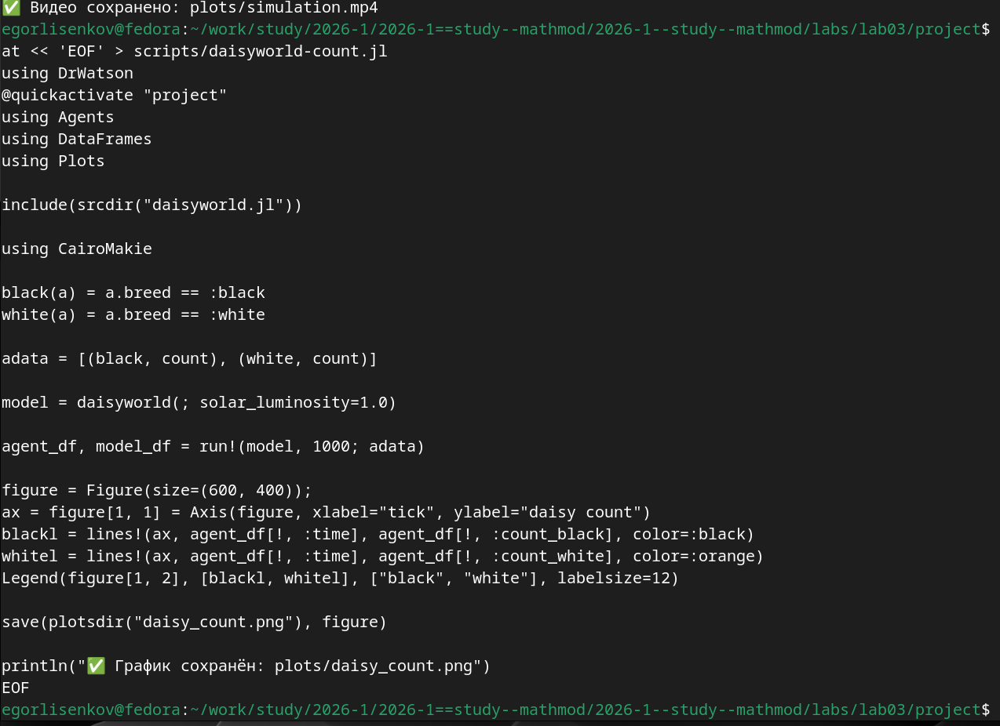 ✅ Видео сохранено: plots/simulation.mp4
egorlisenkov@fedora:~/work/study/2026-1/2026-1==study--mathmod/2026-1--study--mathmod/labs/lab03/project$
at << 'EOF' > scripts/daisyworld-count.jl
using DrWatson
@quickactivate "project"
using Agents
using DataFrames
using Plots

include(srcdir("daisyworld.jl"))

using CairoMakie

black(a) = a.breed == :black
white(a) = a.breed == :white

adata = [(black, count), (white, count)]

model = daisyworld(; solar_luminosity=1.0)

agent_df, model_df = run!(model, 1000; adata)

figure = Figure(size=(600, 400));
ax = figure[1, 1] = Axis(figure, xlabel="tick", ylabel="daisy count")
blackl = lines!(ax, agent_df[!, :time], agent_df[!, :count_black], color=:black)
whitel = lines!(ax, agent_df[!, :time], agent_df[!, :count_white], color=:orange)
Legend(figure[1, 2], [blackl, whitel], ["black", "white"], labelsize=12)

save(plotsdir("daisy_count.png"), figure)

println("✅ График сохранён: plots/daisy_count.png")
EOF
egorlisenkov@fedora:~/work/study/2026-1/2026-1==study--mathmod/2026-1--study--mathmod/labs/lab03/project$